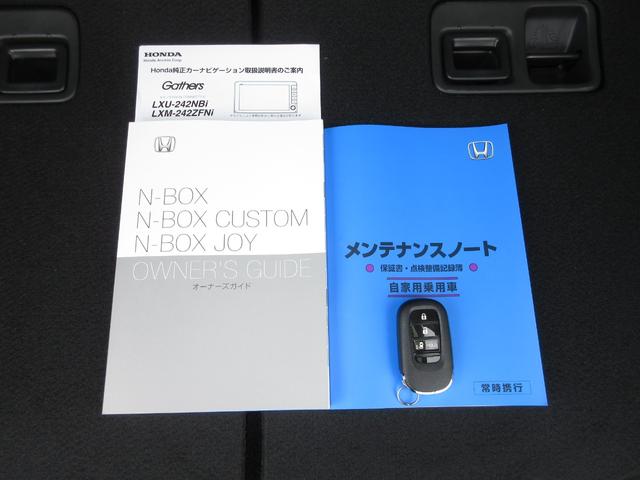 HONDA
Honda Access Corp.
Honda純正カーナビゲーション取扱説明書のご案内
Gathers
LXU-242NBi
LXM-242ZFNi
N-BOX
N-BOX CUSTOM
N-BOX JOY
OWNER'S GUIDE
オーナーズガイド
メンテナンスノート
保証書・点検整備記録簿
自家用乗用車
常時携行